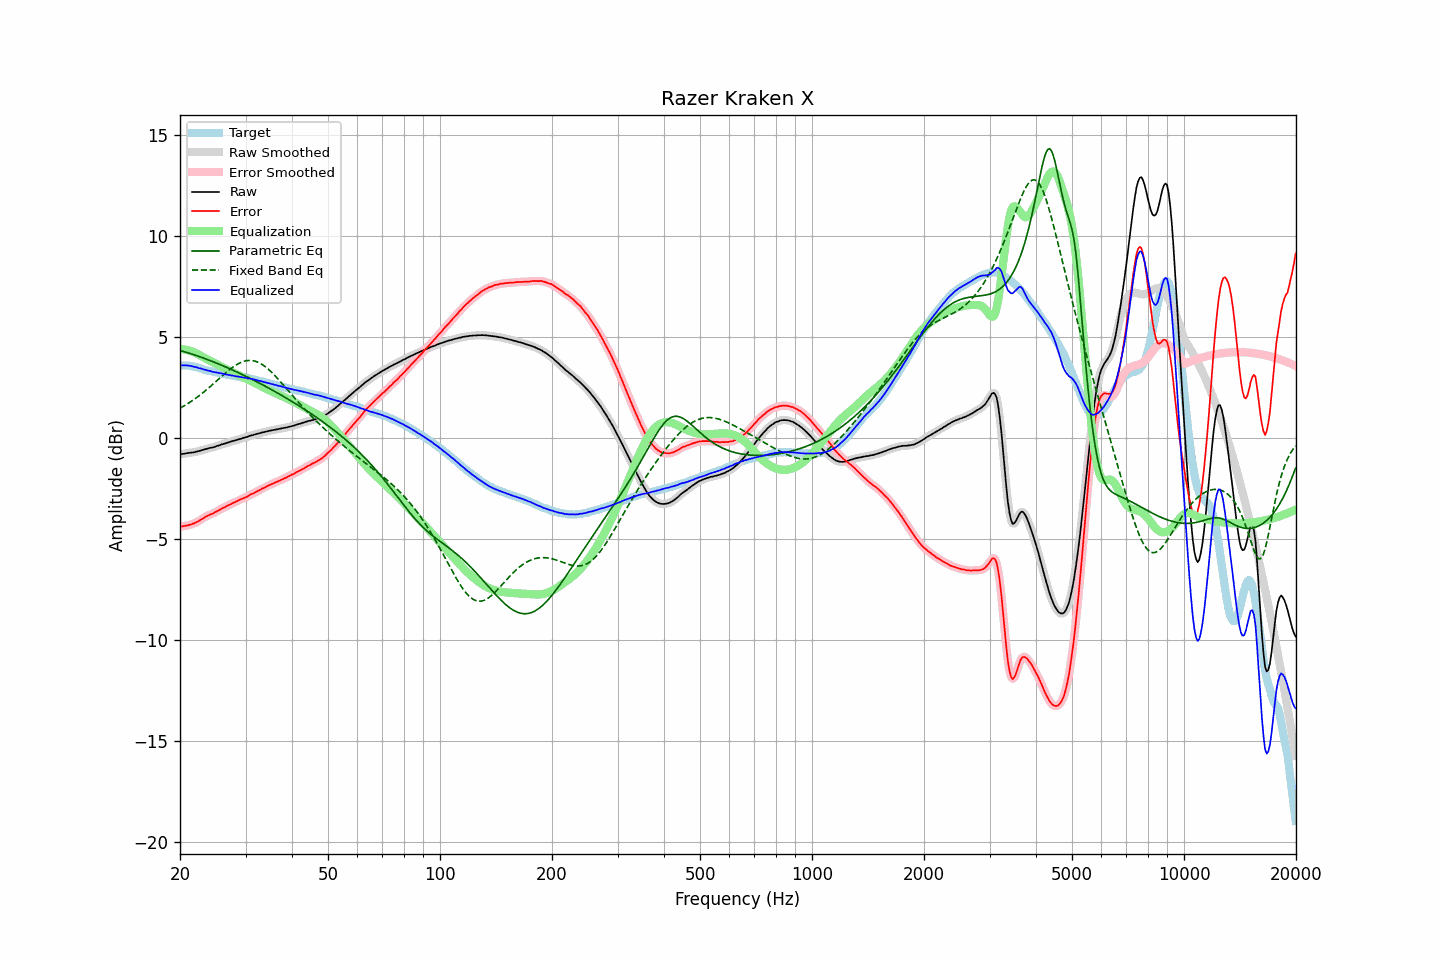 Razer Kraken X
Target
Raw Smoothed
Error Smoothed
Raw
Error
Equalization
Parametric Eq
Fixed Band Eq
Equalized
15
10
5
0
−5
−10
−15
−20
Amplitude (dBr)
20
50
100
200
500
1000
2000
5000
10000
20000
Frequency (Hz)